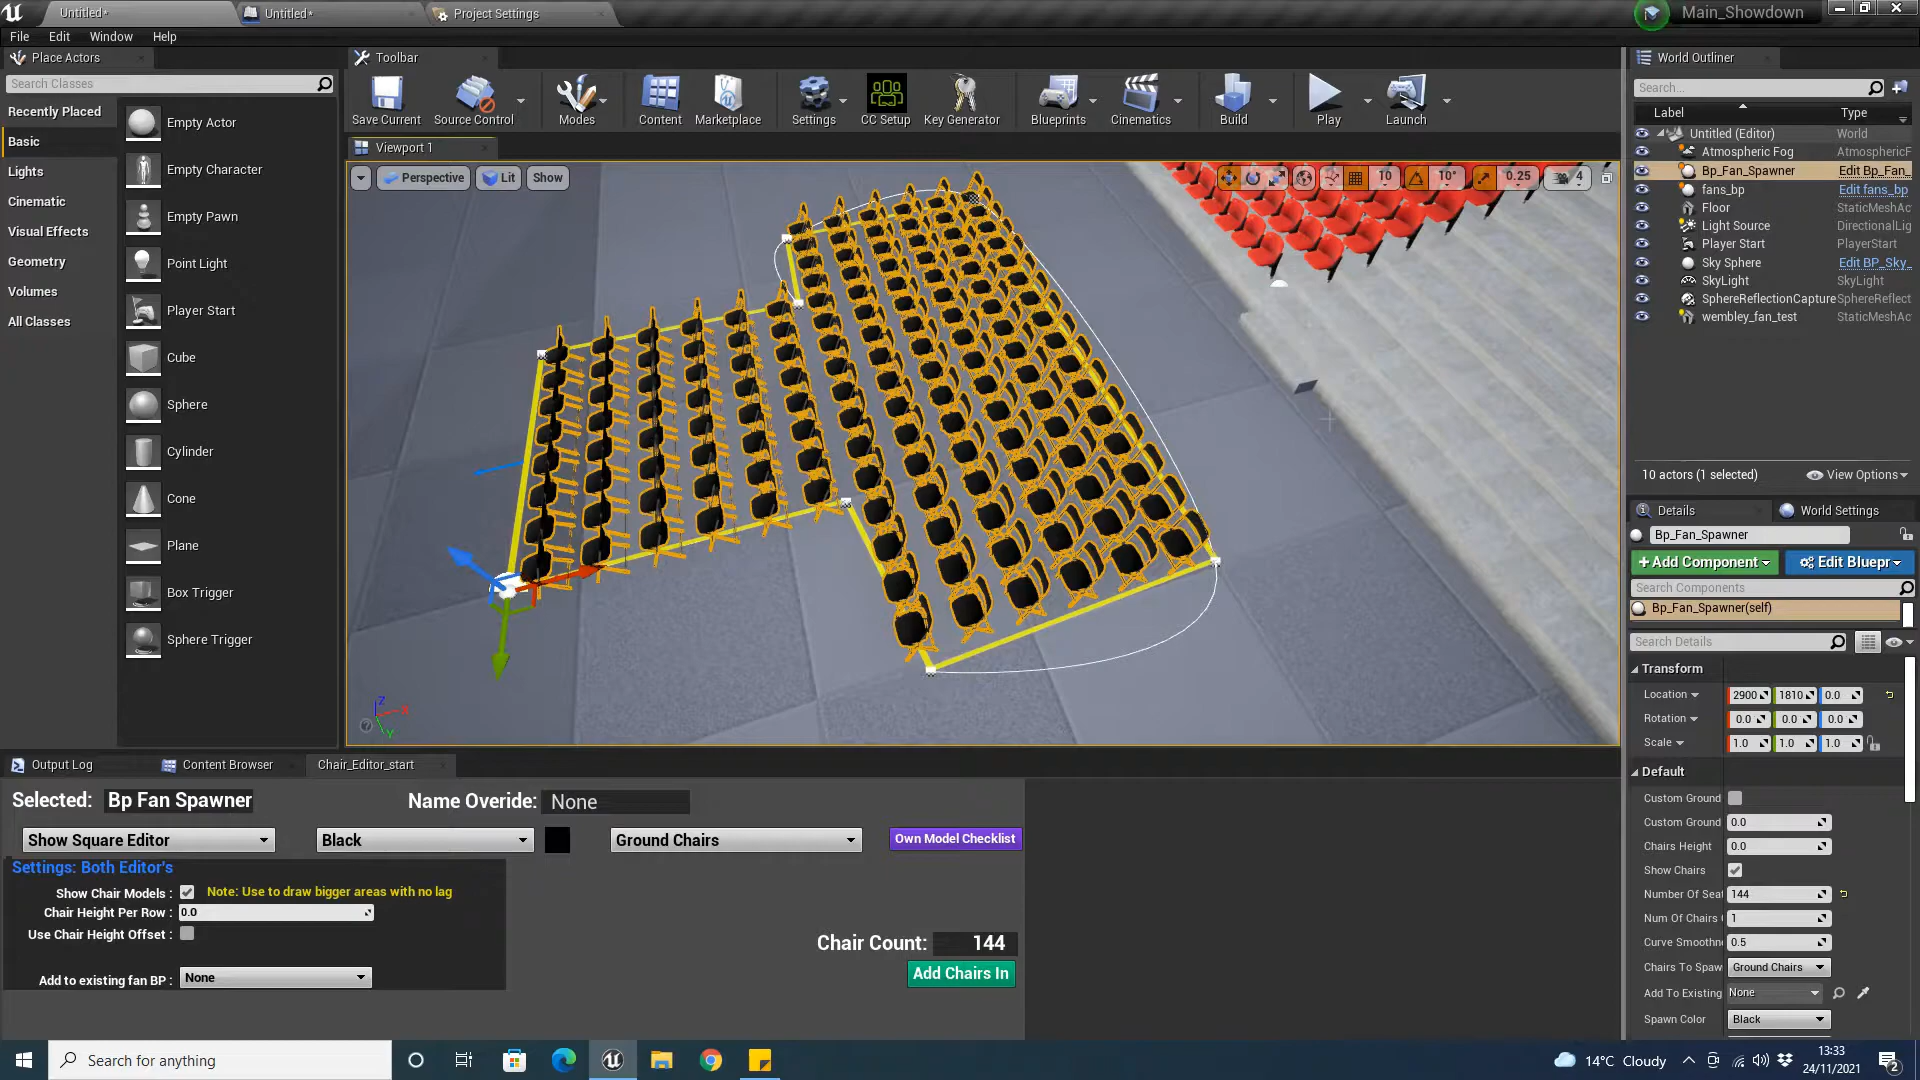 Untitled*
Untitled*
Project Settings
Main_Showdown
File Edit Window Help
Place Actors
Search Classes
Recently Placed
Basic
Lights
Cinematic
Visual Effects
Geometry
Volumes
All Classes
Empty Actor
Empty Character
Empty Pawn
Point Light
Player Start
Cube
Sphere
Cylinder
Cone
Plane
Box Trigger
Sphere Trigger
Toolbar
Save Current
Source Control
Modes
Content
Marketplace
Settings
CC Setup
Key Generator
Blueprints
Cinematics
Build
Play
Launch
Viewport 1
Perspective Lit Show
10 10° 0.25 4
Z
X
Y
World Outliner
Search...
Label Type
Untitled (Editor) World
Atmospheric Fog AtmosphericF
Bp_Fan_Spawner Edit Bp_Fan_
fans_bp Edit fans_bp
Floor StaticMeshAc
Light Source DirectionalLig
Player Start PlayerStart
Sky Sphere Edit BP_Sky_
SkyLight SkyLight
SphereReflectionCapture SphereReflect
wembley_fan_test StaticMeshAc
10 actors (1 selected) View Options
Details World Settings
Bp_Fan_Spawner
+Add Component Edit Bluepr
Search Components
Bp_Fan_Spawner(self)
Search Details
Transform
Location 2900 1810 0.0
Rotation 0.0 0.0 0.0
Scale 1.0 1.0 1.0
Default
Custom Ground
Custom Ground 0.0
Chairs Height 0.0
Show Chairs
Number Of Sea 144
Num Of Chairs 1
Curve Smoothn 0.5
Chairs To Spaw Ground Chairs
Add To Existing None
Spawn Color Black
Output Log Content Browser Chair_Editor_start
Selected: Bp Fan Spawner Name Overide: None
Show Square Editor Black Ground Chairs Own Model Checklist
Settings: Both Editor's
Show Chair Models : Note: Use to draw bigger areas with no lag
Chair Height Per Row : 0.0
Use Chair Height Offset :
Add to existing fan BP : None
Chair Count: 144
Add Chairs In
Search for anything
14°C Cloudy
13:33
24/11/2021
2